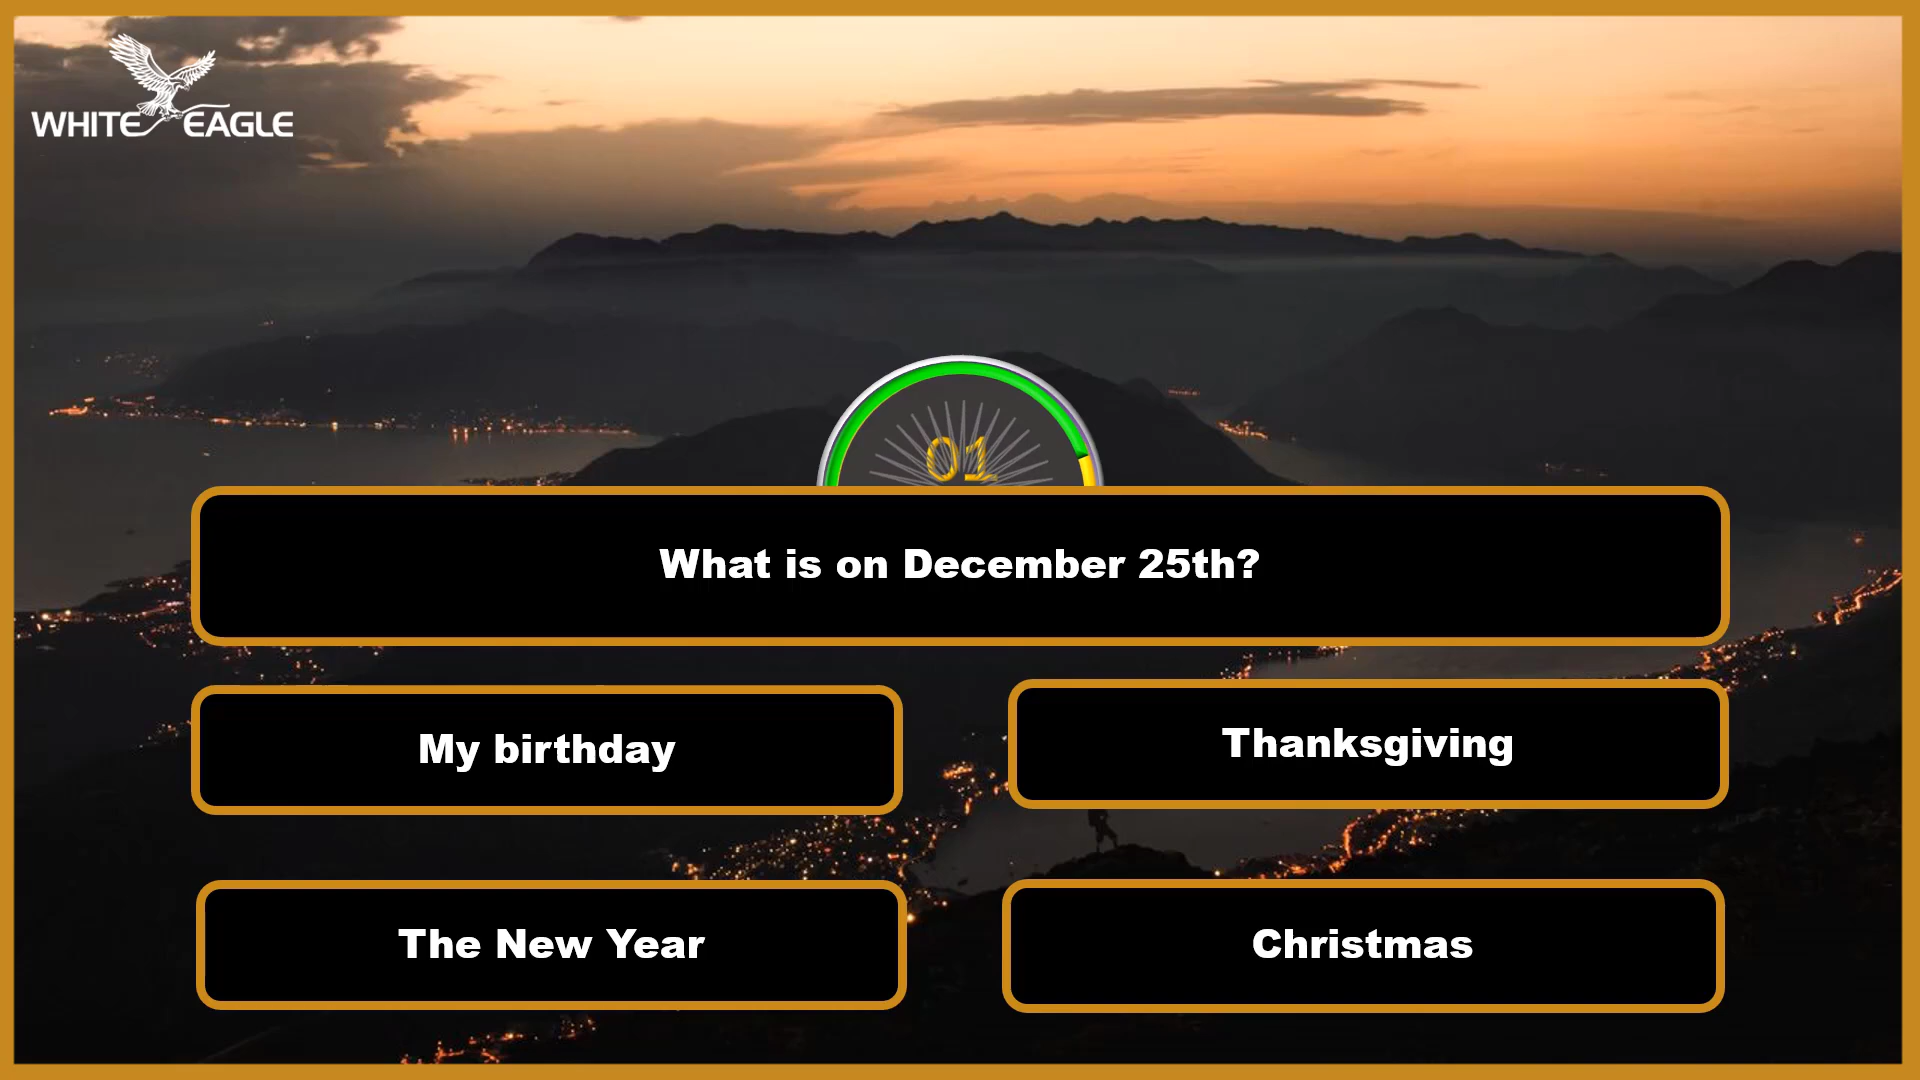 WHITE EAGLE
01
What is on December 25th?
My birthday
Thanksgiving
The New Year
Christmas